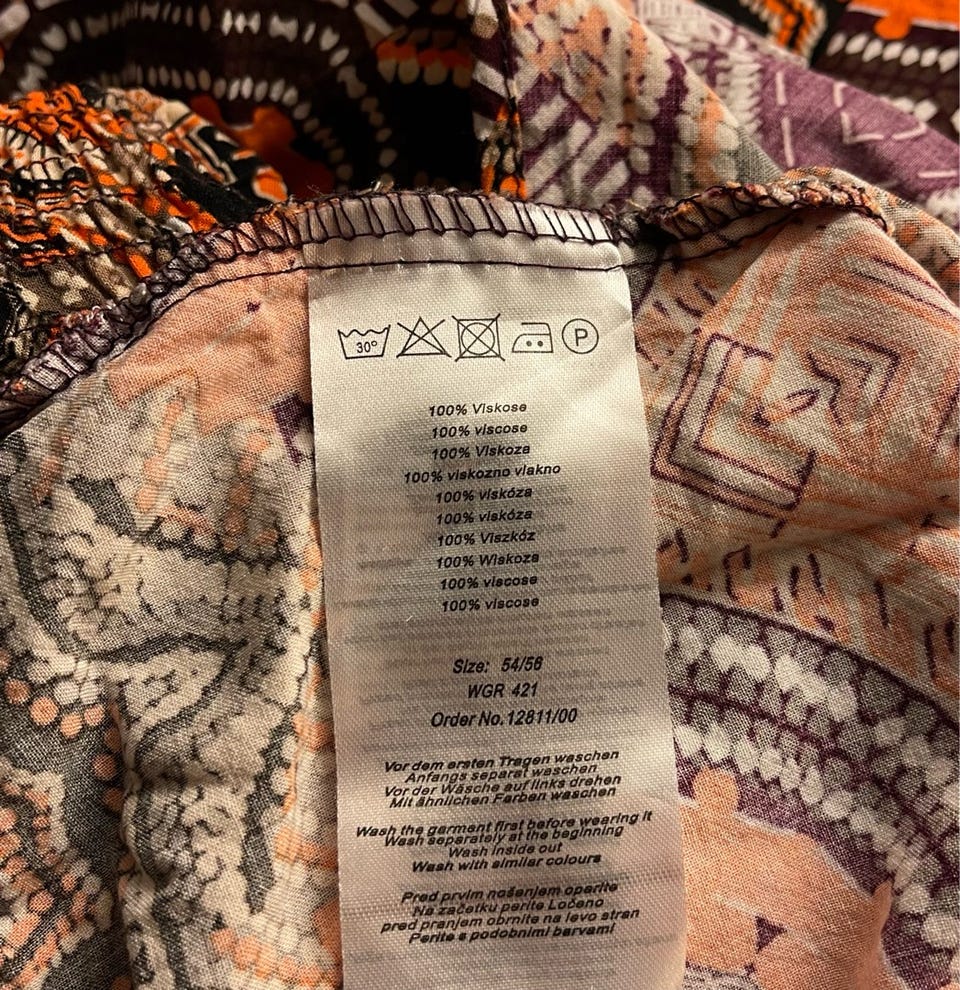 30°
P
100% Viskose
100% viscose
100% Viskoza
100% viskozno vlakno
100% viskóza
100% viskóza
100% Viszkóz
100% Wiskoza
100% viscose
100% viscose
Size: 54/56
WGR 421
Order No.12811/00
Vor dem ersten Tragen waschen
Anfangs separat waschen
Vor der Wäsche auf links drehen
Mit ähnlichen Farben waschen
Wash the garment first before wearing it
Wash separately at the beginning
Wash inside out
Wash with similar colours
Pred prvim nošenjem operite
Na začetku perite Ločeno
pred pranjem obrnite na levo stran
Perite s podobnimi barvami